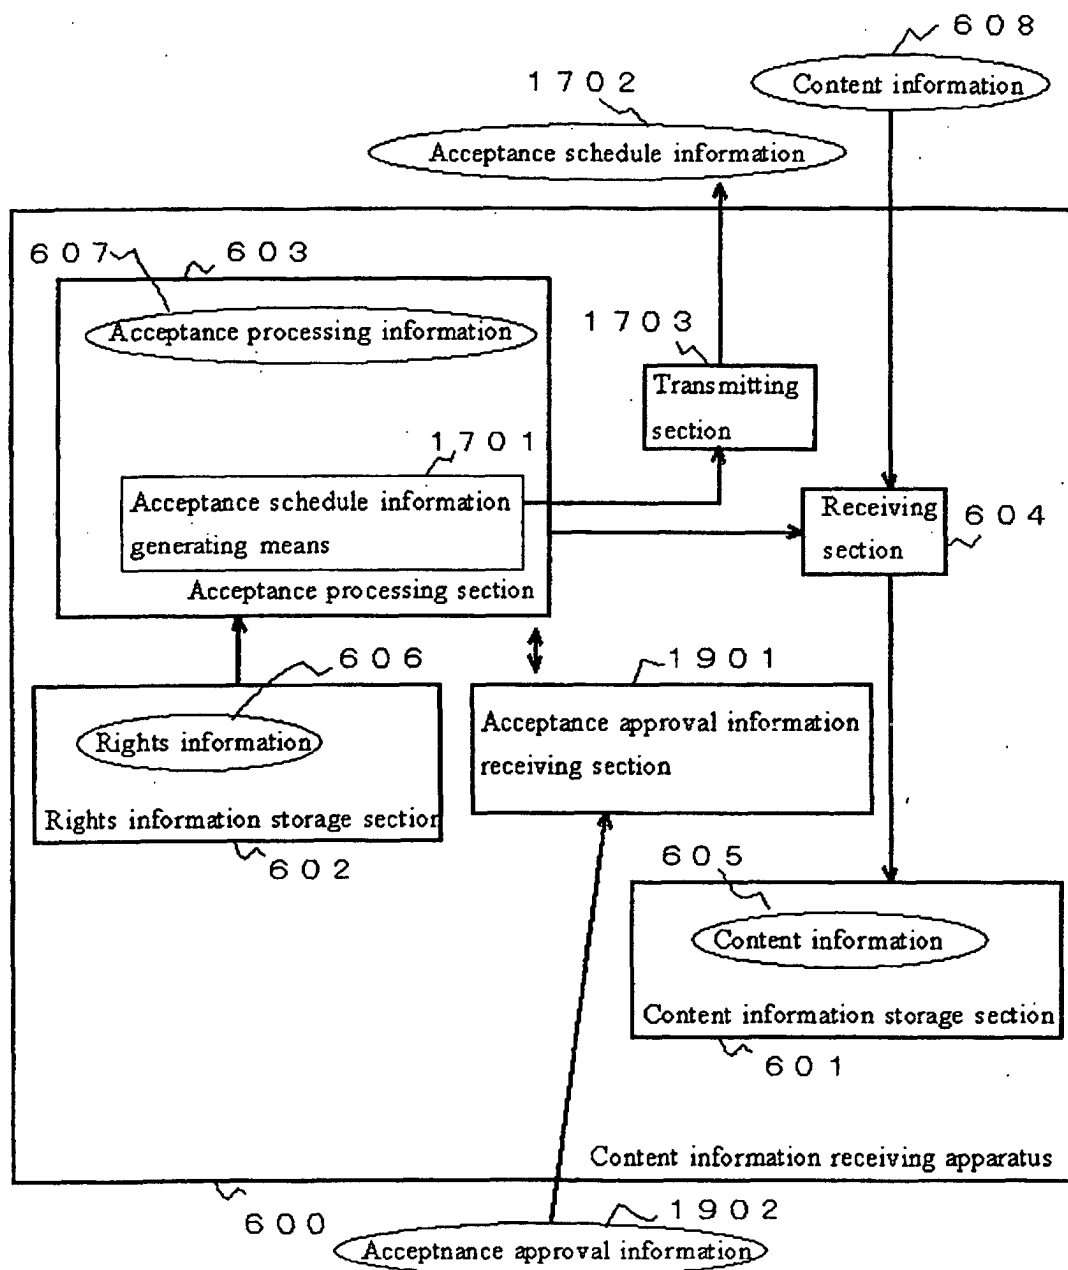 608
Content information
1702
Acceptance schedule information
607
603
Acceptance processing information
1703
Transmitting
section
1701
Acceptance schedule information
generating means
Receiving
section
604
Acceptance processing section
606
1901
Rights information
Acceptance approval information
receiving section
Rights information storage section
602
605
Content information
Content information storage section
601
Content information receiving apparatus
600
1902
Acceptnance approval information